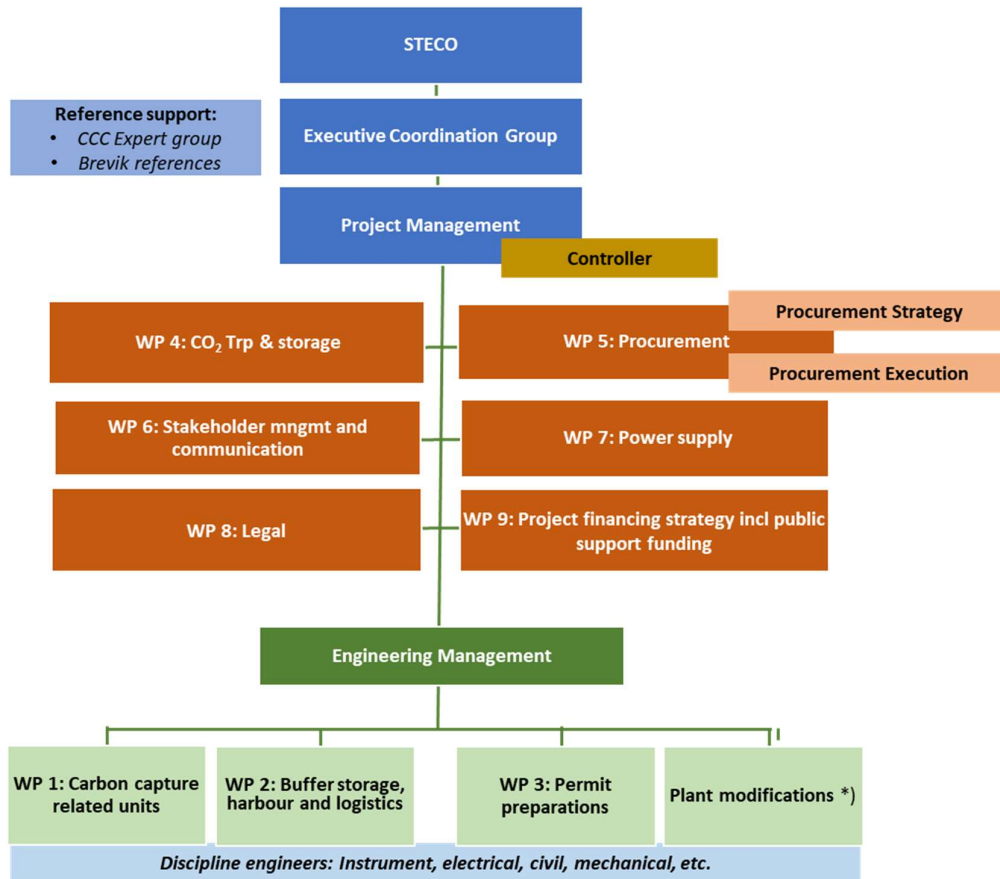 STECO
Reference support:
• CCC Expert group
• Brevik references
Executive Coordination Group
Project Management
Controller
WP 4: CO₂ Trp & storage
WP 5: Procurement
Procurement Strategy
Procurement Execution
WP 6: Stakeholder mngmt and
communication
WP 7: Power supply
WP 8: Legal
WP 9: Project financing strategy incl public
support funding
Engineering Management
WP 1: Carbon capture
related units
WP 2: Buffer storage,
harbour and logistics
WP 3: Permit
preparations
Plant modifications *)
Discipline engineers: Instrument, electrical, civil, mechanical, etc.